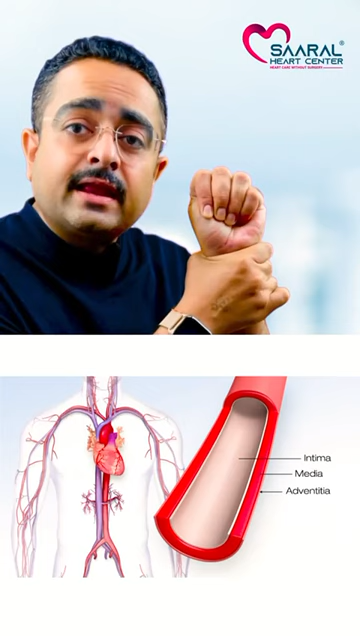 SAARAL®
HEART CENTER
HEART CARE WITHOUT SURGERY
Intima
Media
Adventitia